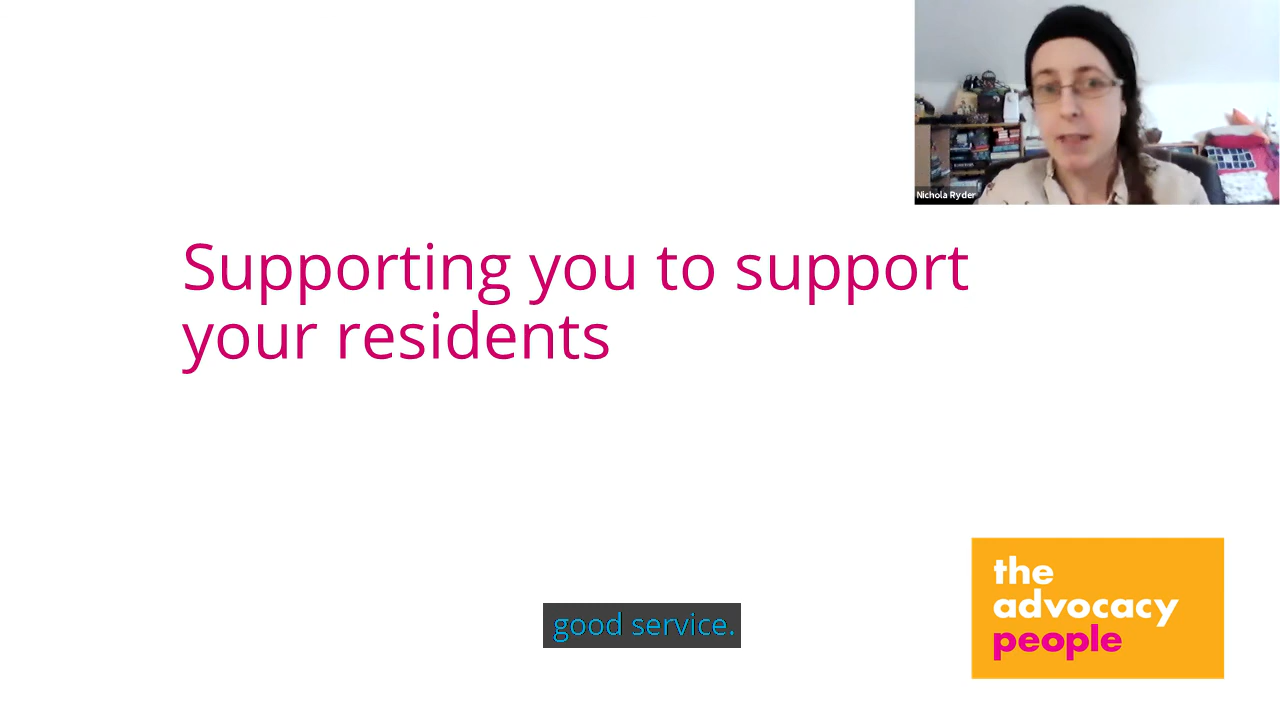 Nichola Ryder
Supporting you to support
your residents
good service.
the
advocacy
people